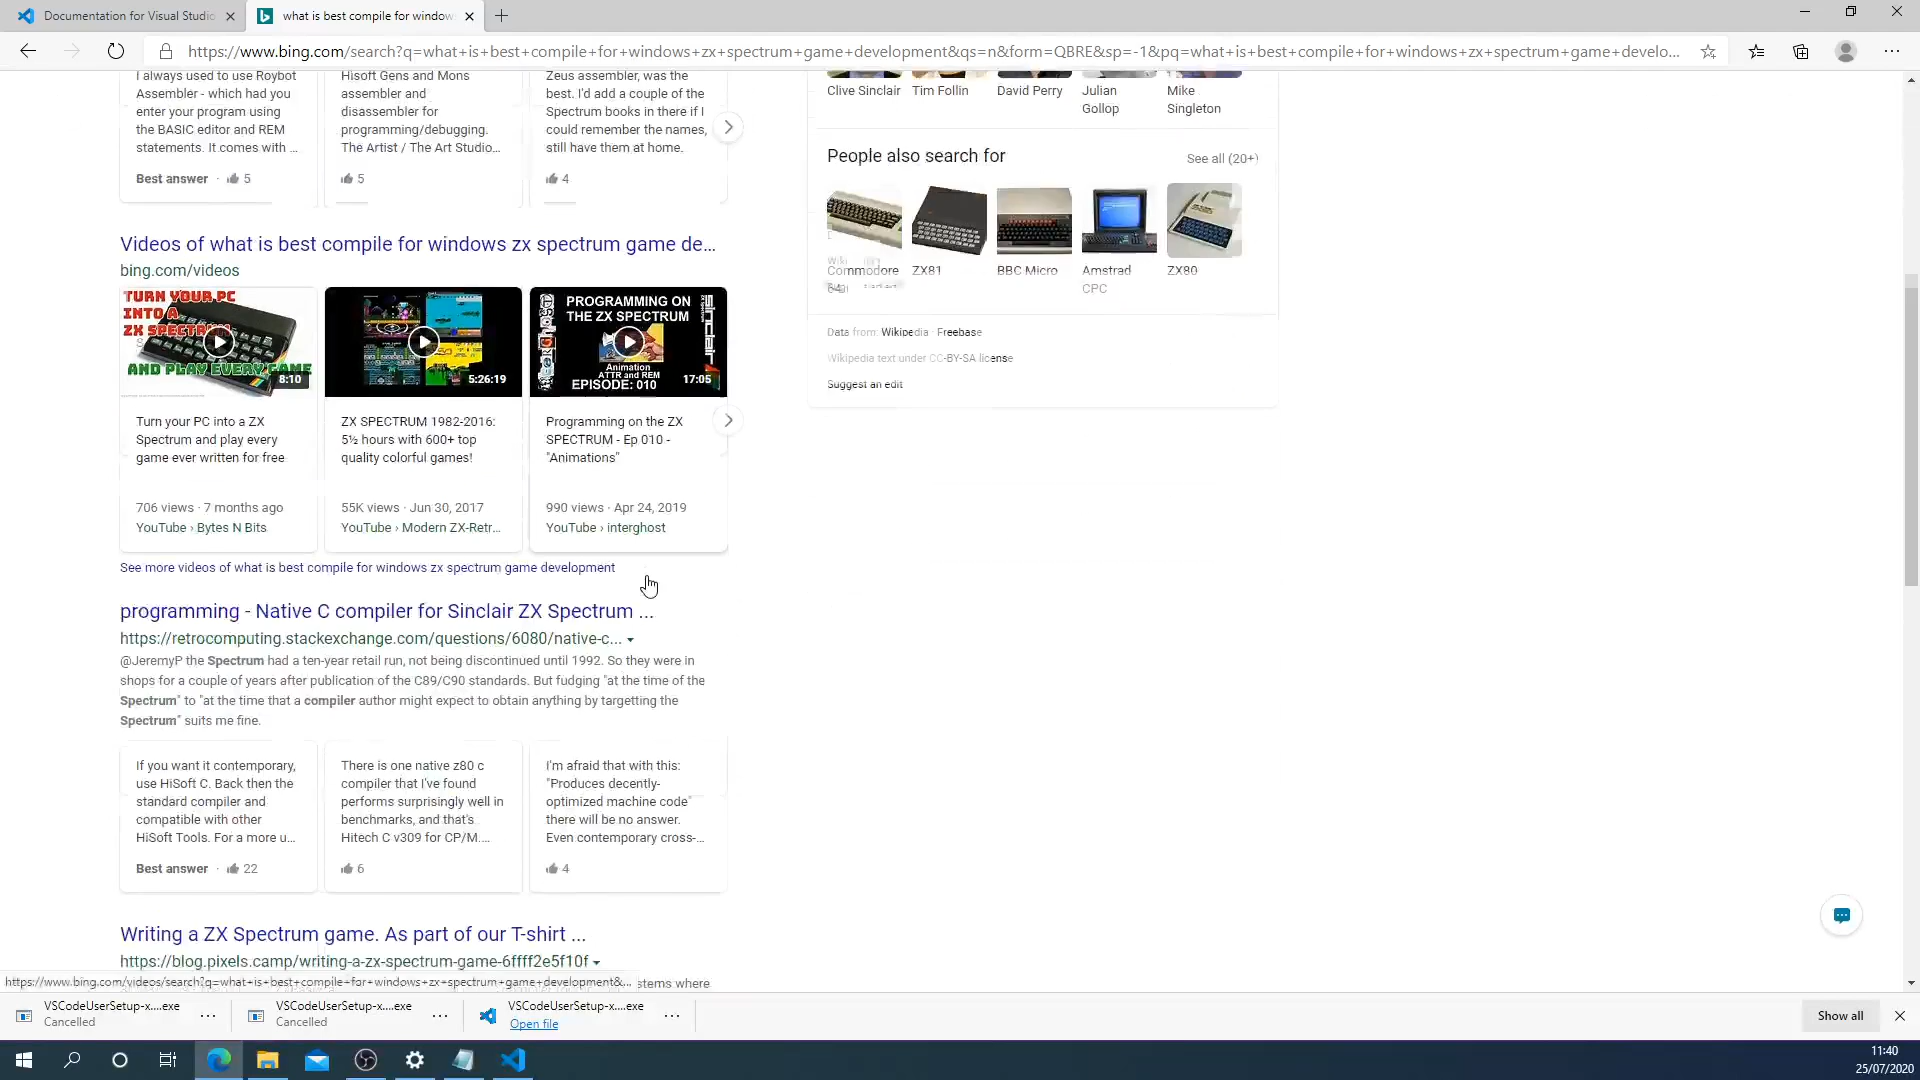 Documentation for Visual Studio
what is best compile for window
https://www.bing.com/search?q=what+is+best+compile+for+windows+zx+spectrum+game+development&qs=n&form=QBRE&sp=-1&pq=what+is+best+compile+for+windows+zx+spectrum+game+develo...
I always used to use Roybot
Assembler - which had you
enter your program using
the BASIC editor and REM
statements. It comes with ...
Best answer · 5
Hisoft Gens and Mons
assembler and
disassembler for
programming/debugging.
The Artist / The Art Studio...
5
Zeus assembler, was the
best. I'd add a couple of the
Spectrum books in there if I
could remember the names,
still have them at home.
4
Clive Sinclair
Tim Follin
David Perry
Julian
Gollop
Mike
Singleton
People also search for
See all (20+)
Commodore
64
ZX81
BBC Micro
Amstrad
CPC
ZX80
Data from: Wikipedia · Freebase
Wikipedia text under CC-BY-SA license
Suggest an edit
Videos of what is best compile for windows zx spectrum game de...
bing.com/videos
TURN YOUR PC
INTO A
ZX SPECTRUM
AND PLAY EVERY GAME
8:10
5:26:19
PROGRAMMING ON
THE ZX SPECTRUM
Animation
ATTR and REM
EPISODE: 010
sinclair
17:05
Turn your PC into a ZX
Spectrum and play every
game ever written for free
706 views · 7 months ago
YouTube › Bytes N Bits
ZX SPECTRUM 1982-2016:
5½ hours with 600+ top
quality colorful games!
55K views · Jun 30, 2017
YouTube › Modern ZX-Retr...
Programming on the ZX
SPECTRUM - Ep 010 -
"Animations"
990 views · Apr 24, 2019
YouTube › interghost
See more videos of what is best compile for windows zx spectrum game development
programming - Native C compiler for Sinclair ZX Spectrum ...
https://retrocomputing.stackexchange.com/questions/6080/native-c...
@JeremyP the Spectrum had a ten-year retail run, not being discontinued until 1992. So they were in
shops for a couple of years after publication of the C89/C90 standards. But fudging "at the time of the
Spectrum" to "at the time that a compiler author might expect to obtain anything by targetting the
Spectrum" suits me fine.
If you want it contemporary,
use HiSoft C. Back then the
standard compiler and
compatible with other
HiSoft Tools. For a more u...
Best answer · 22
There is one native z80 c
compiler that I've found
performs surprisingly well in
benchmarks, and that's
Hitech C v309 for CP/M....
6
I'm afraid that with this:
"Produces decently-
optimized machine code"
there will be no answer.
Even contemporary cross-...
4
Writing a ZX Spectrum game. As part of our T-shirt ...
https://blog.pixels.camp/writing-a-zx-spectrum-game-6ffff2e5f10f
https://www.bing.com/videos/search?q=what+is+best+compile+for+windows+zx+spectrum+game+development&...
stems where
VSCodeUserSetup-x....exe
Cancelled
VSCodeUserSetup-x....exe
Cancelled
VSCodeUserSetup-x....exe
Open file
Show all
11:40
25/07/2020